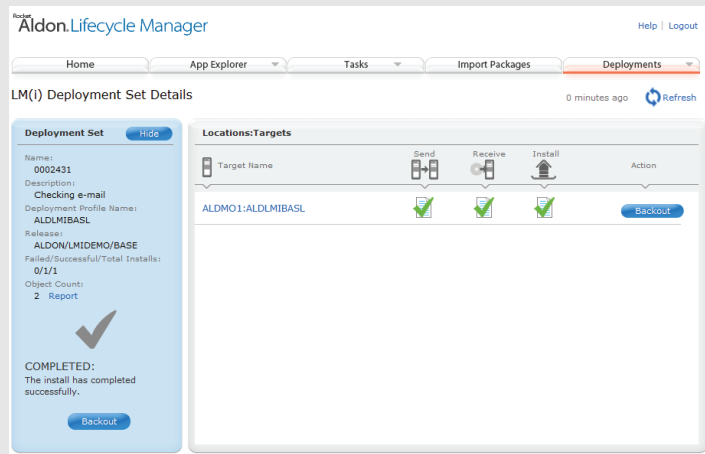 Rocket
Aldon Lifecycle Manager
Help | Logout
Home App Explorer Tasks Import Packages Deployments
LM(i) Deployment Set Details
0 minutes ago Refresh
Deployment Set Hide
Name:
0002431
Description:
Checking e-mail
Deployment Profile Name:
ALDLMIBASL
Release:
ALDON/LMIDEMO/BASE
Failed/Successful/Total Installs:
0/1/1
Object Count:
2 Report
COMPLETED:
The install has completed
successfully.
Backout
Locations:Targets
Target Name Send Receive Install Action
ALDMO1:ALDLMIBASL Backout